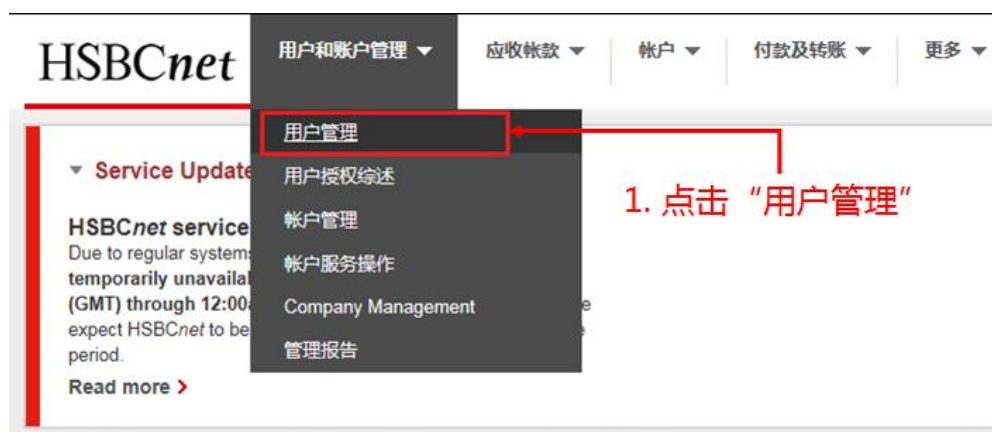 HSBCnet
用户和账户管理
应收帐款
帐户
付款及转账
更多
用户管理
用户授权综述
帐户管理
帐户服务操作
Company Management
管理报告
1. 点击“用户管理”
Service Update
HSBCnet service
Due to regular
temporarily
(GMT) through 12:00
expect HSBCnet to be
period.
Read more